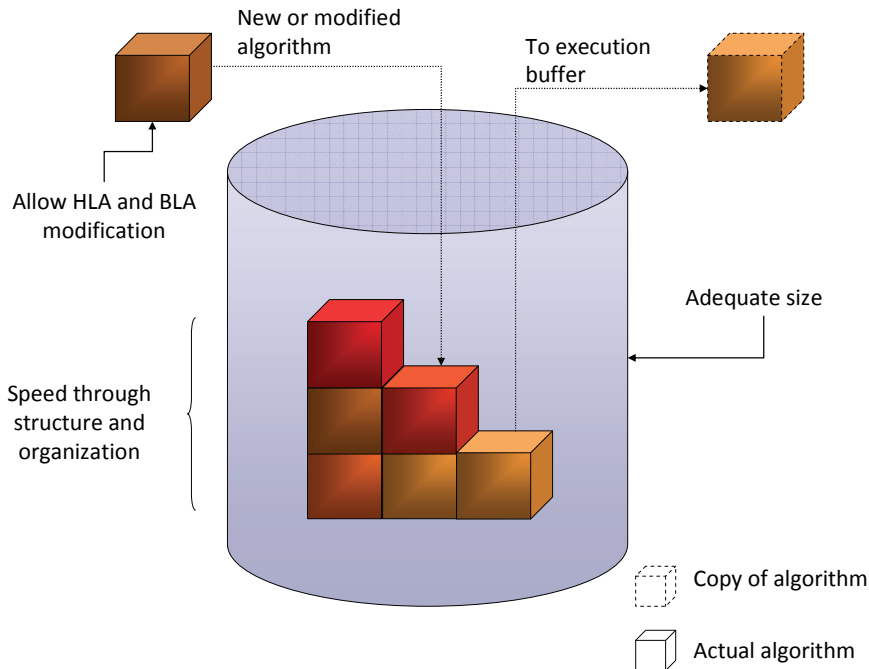 New or modified
algorithm
To execution
buffer
Allow HLA and BLA
modification
Adequate size
Speed through
structure and
organization
Copy of algorithm
Actual algorithm